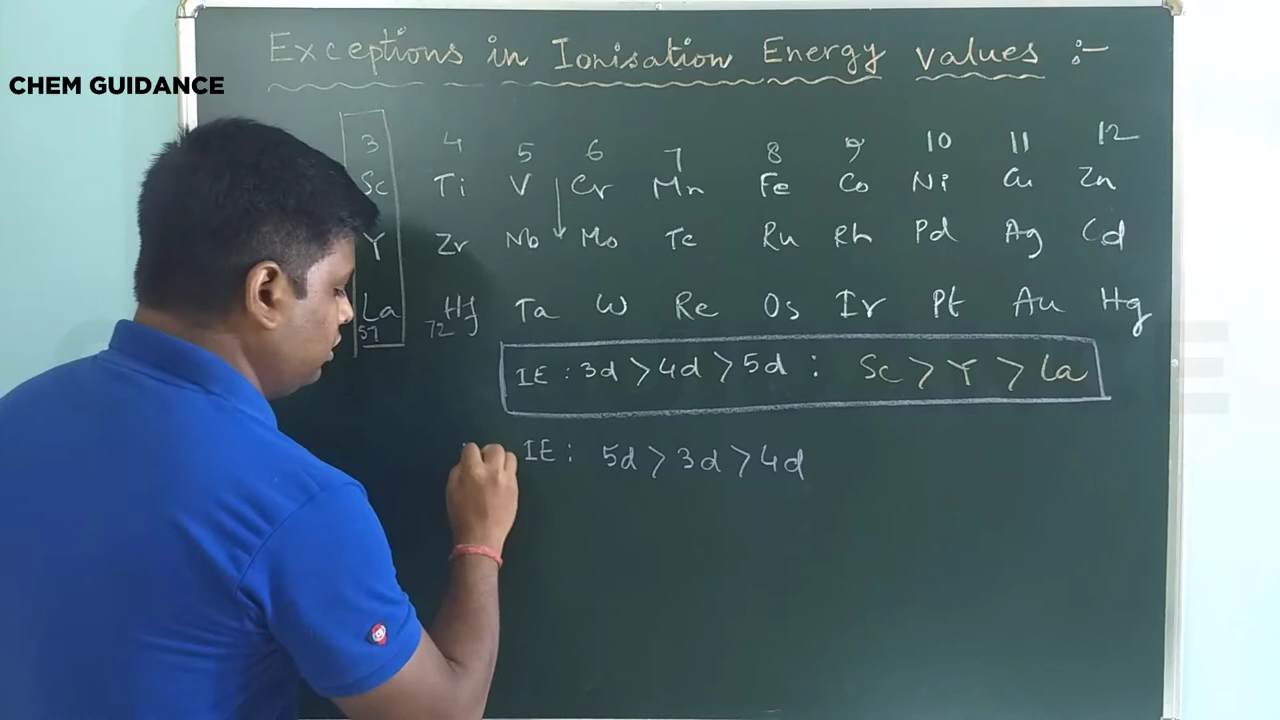 Exceptions in Ionisation Energy values :-
CHEM GUIDANCE
3 4 5 6 7 8 9 10 11 12
Sc Ti V Cr Mn Fe Co Ni Cu Zn
Y Zr Nb Mo Tc Ru Rh Pd Ag Cd
La Hf Ta W Re Os Ir Pt Au Hg
57 72
IE : 3d > 4d > 5d : Sc > Y > La
IE : 5d > 3d > 4d